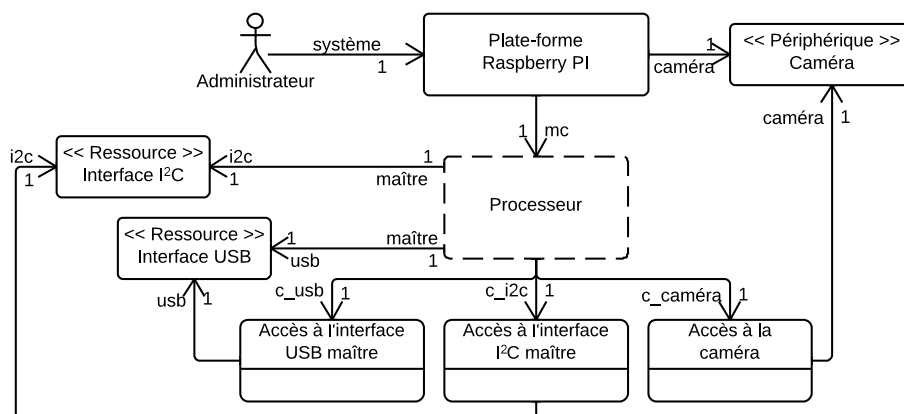 système
1
Administrateur
Plate-forme
Raspberry PI
1
caméra
<< Périphérique >>
Caméra
caméra
1
1
mc
i2c
1
<< Ressource >>
Interface I²C
i2c
1
1
maître
Processeur
<< Ressource >>
Interface USB
1
usb
maître
1
usb
1
c_usb
1
c_i2c
1
c_caméra
1
Accès à l'interface
USB maître
Accès à l'interface
I²C maître
Accès à la
caméra